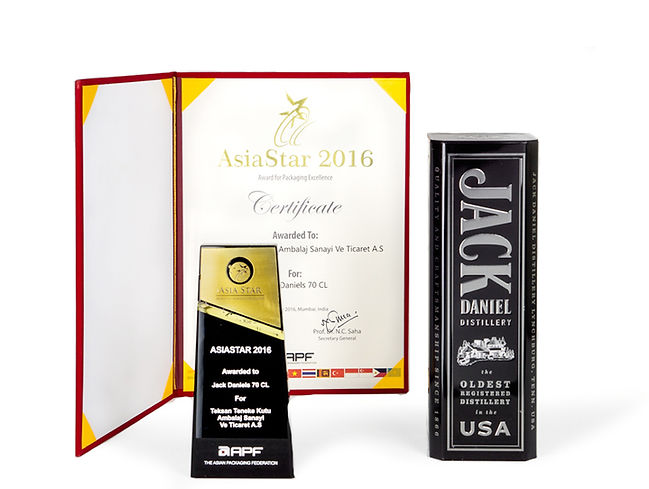 AsiaStar 2016
Award for Packaging Excellence
Certificate
Awarded To:
Ambalaj Sanayi Ve Ticaret A.S
For:
Daniels 70 CL
2016, Mumbai, India
Prof. Dr. N.C. Saha
Secretary General
APF
ASIA STAR
ASIASTAR 2016
Awarded to
Jack Daniels 70 CL
For
Teksan Teneke Kutu
Ambalaj Sanayi
Ve Ticaret A.S
APF
THE ASIAN PACKAGING FEDERATION
QUALITY AND CRAFTSMANSHIP SINCE 1866
JACK
DANIEL
DISTILLERY
the
OLDEST
REGISTERED
DISTILLERY
in the
USA
JACK DANIEL DISTILLERY LYNCHBURG, TENN. USA